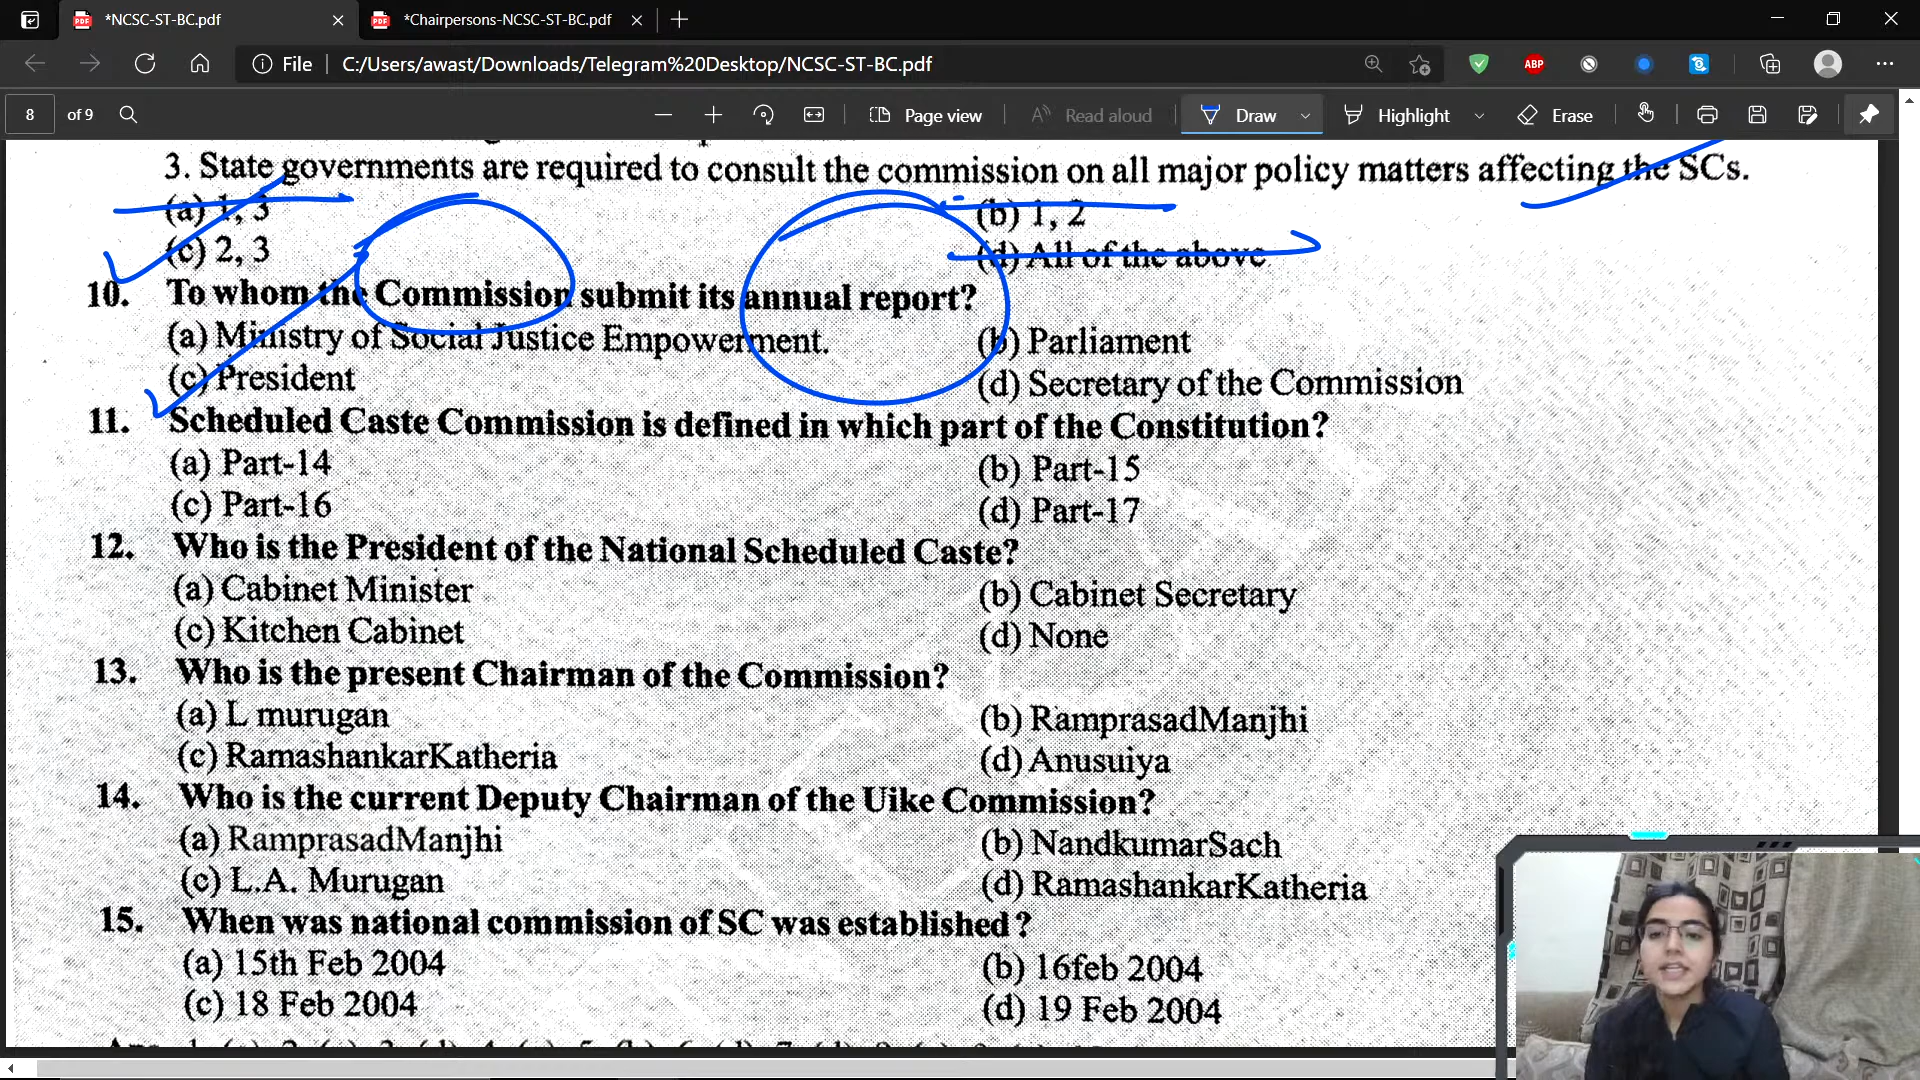 *NCSC-ST-BC.pdf
*Chairpersons-NCSC-ST-BC.pdf
File
C:/Users/awast/Downloads/Telegram%20Desktop/NCSC-ST-BC.pdf
ABP
8 of 9
Page view
Read aloud
Draw
Highlight
Erase
3. State governments are required to consult the commission on all major policy matters affecting the SCs.
(a) 1, 3 (b) 1, 2
(c) 2, 3 (d) All of the above
10. To whom the Commission submit its annual report?
(a) Ministry of Social Justice Empowerment. (b) Parliament
(c) President (d) Secretary of the Commission
11. Scheduled Caste Commission is defined in which part of the Constitution?
(a) Part-14 (b) Part-15
(c) Part-16 (d) Part-17
12. Who is the President of the National Scheduled Caste?
(a) Cabinet Minister (b) Cabinet Secretary
(c) Kitchen Cabinet (d) None
13. Who is the present Chairman of the Commission?
(a) L murugan (b) RamprasadManjhi
(c) RamashankarKatheria (d) Anusuiya
14. Who is the current Deputy Chairman of the Uike Commission?
(a) RamprasadManjhi (b) NandkumarSach
(c) L.A. Murugan (d) RamashankarKatheria
15. When was national commission of SC was established?
(a) 15th Feb 2004 (b) 16feb 2004
(c) 18 Feb 2004 (d) 19 Feb 2004